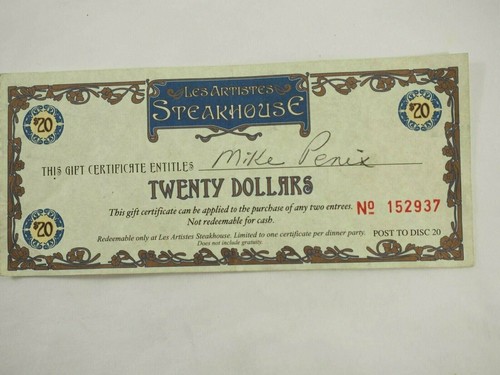 Les Artistes
Steakhouse
$20
$20
This Gift Certificate Entitles Mike Penix
TWENTY DOLLARS
This gift certificate can be applied to the purchase of any two entrees. No 152937
Not redeemable for cash.
$20
Redeemable only at Les Artistes Steakhouse. Limited to one certificate per dinner party. POST TO DISC 20
Does not include gratuity.